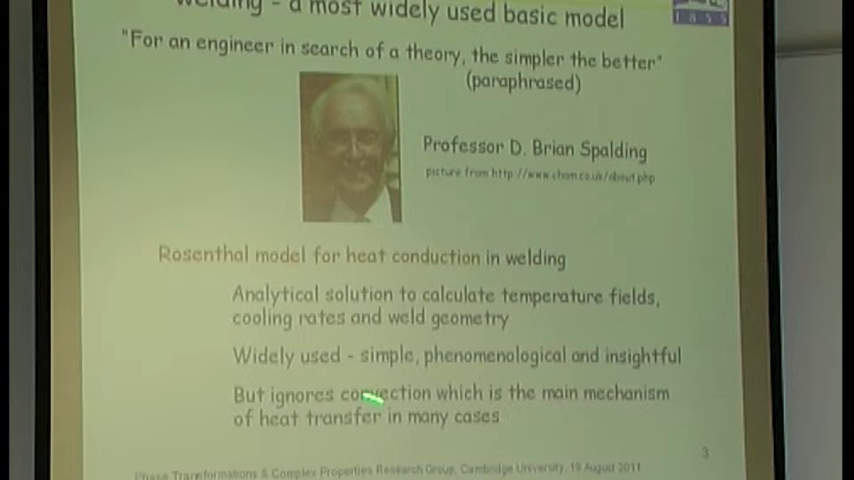 welding - a most widely used basic model
1855
"For an engineer in search of a theory, the simpler the better"
(paraphrased)
Professor D. Brian Spalding
picture from http://www.cham.co.uk/about.php
Rosenthal model for heat conduction in welding
Analytical solution to calculate temperature fields,
cooling rates and weld geometry
Widely used - simple, phenomenological and insightful
But ignores convection which is the main mechanism
of heat transfer in many cases
3
Phase Transformations & Complex Properties Research Group, Cambridge University, 19 August 2011